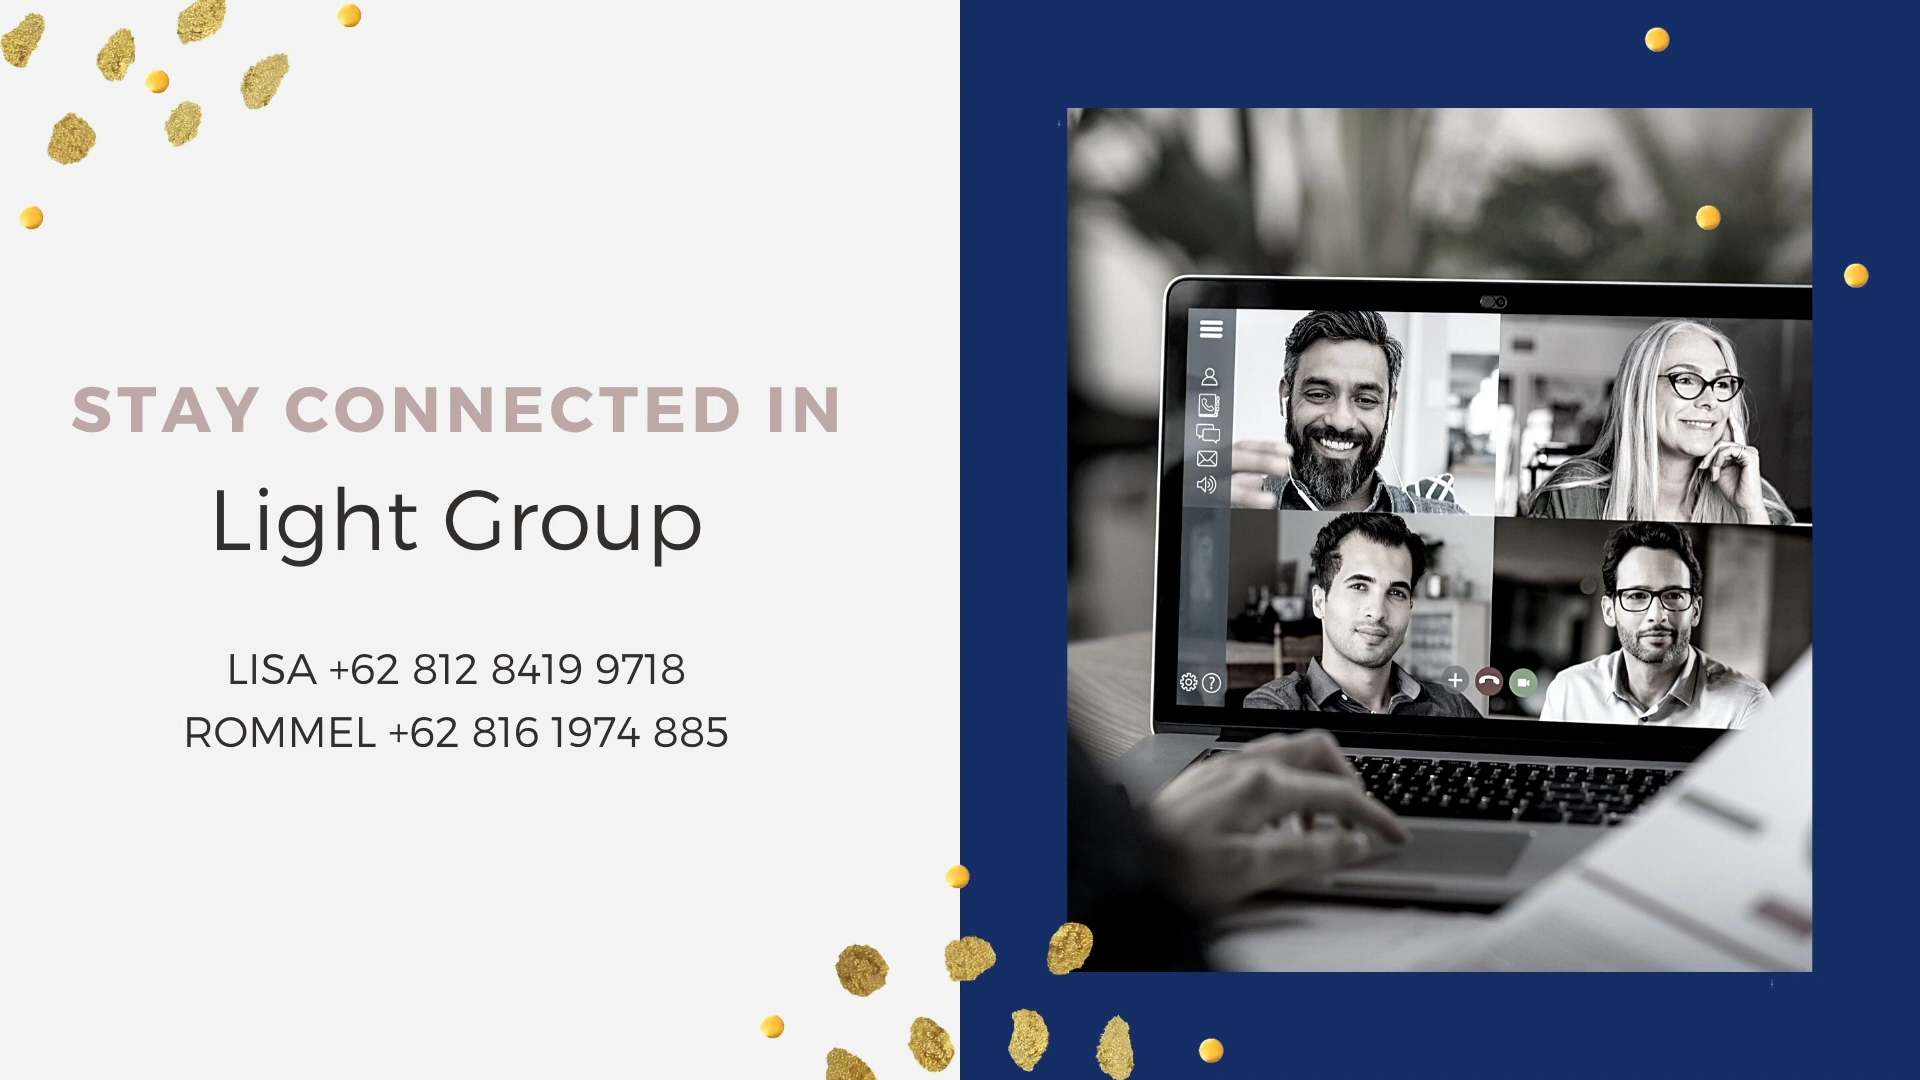 STAY CONNECTED IN
Light Group
LISA +62 812 8419 9718
ROMMEL +62 816 1974 885